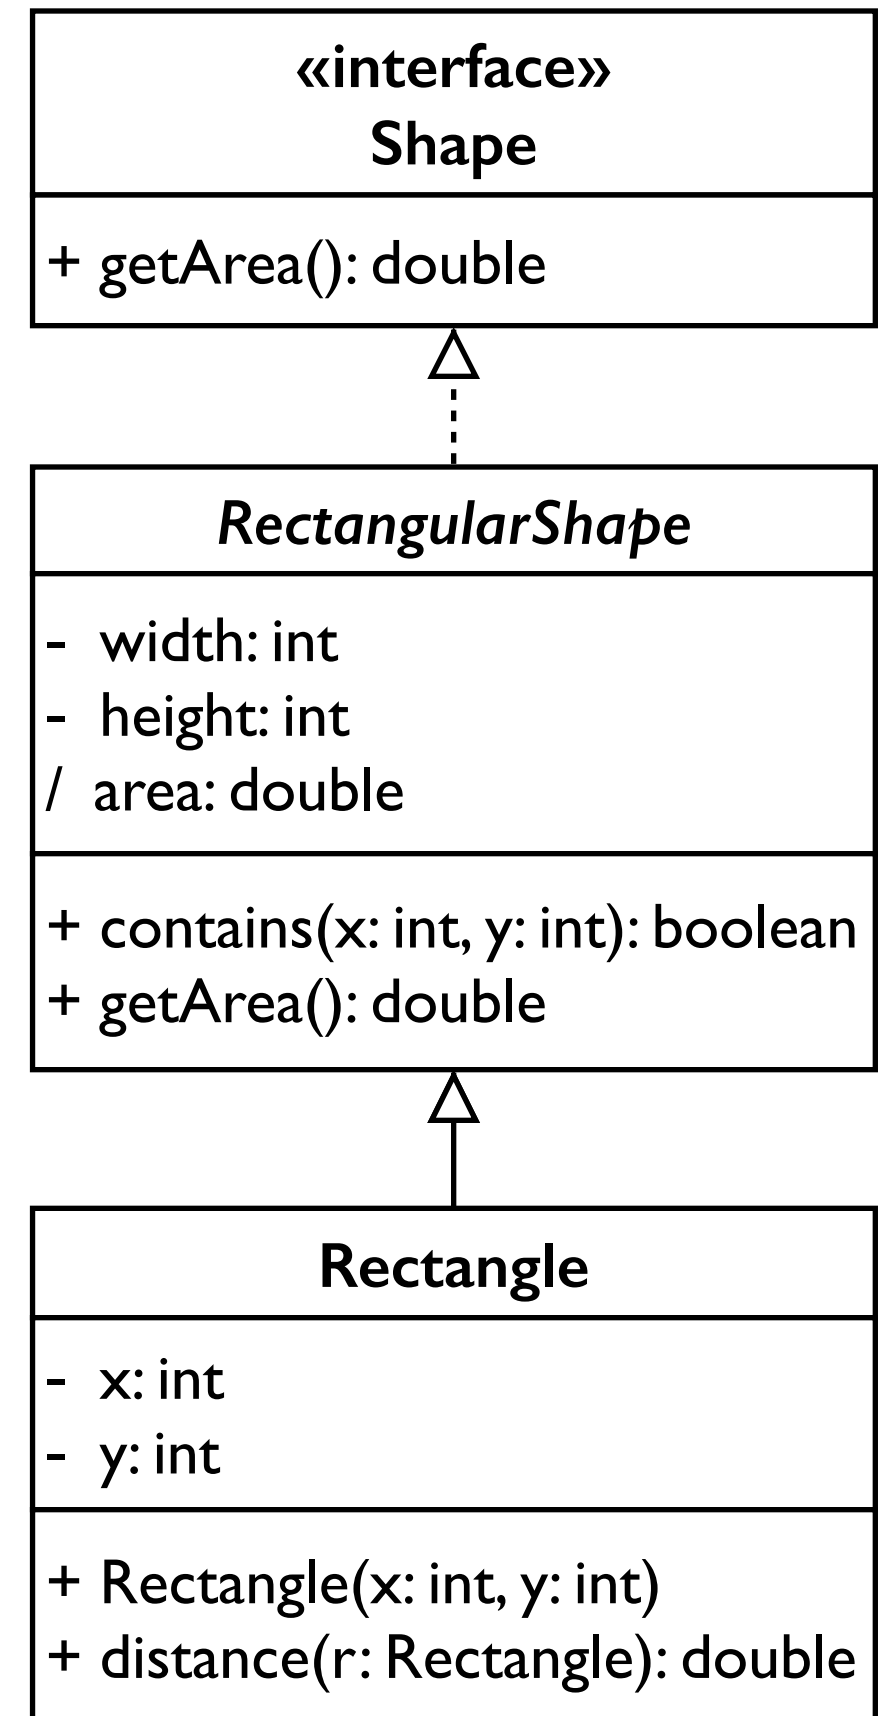 «interface»
Shape
+ getArea(): double
RectangularShape
- width: int
- height: int
/ area: double
+ contains(x: int, y: int): boolean
+ getArea(): double
Rectangle
- x: int
- y: int
+ Rectangle(x: int, y: int)
+ distance(r: Rectangle): double